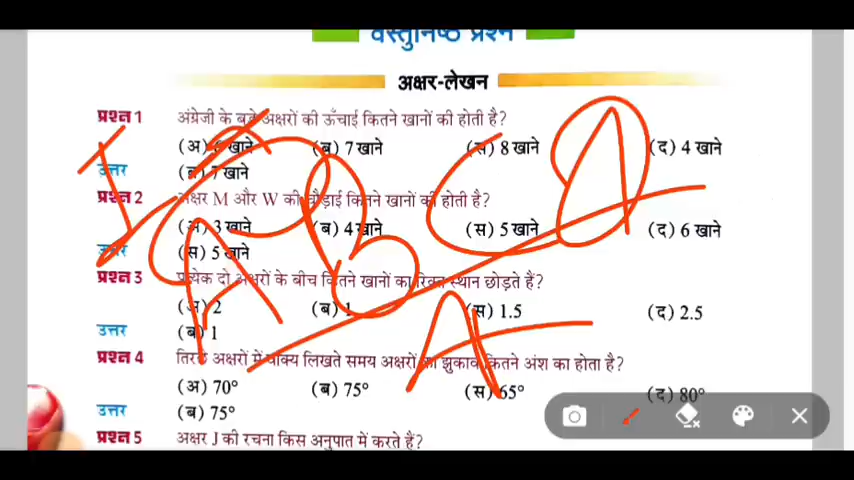 वस्तुनिष्ठ प्रश्न
अक्षर-लेखन
प्रश्न 1 अंग्रेजी के बड़े अक्षरों की ऊँचाई कितने खानों की होती है?
(अ) 6 खाने (ब) 7 खाने (स) 8 खाने (द) 4 खाने
उत्तर (ब) 7 खाने
प्रश्न 2 अक्षर M और W की चौड़ाई कितने खानों की होती है?
(अ) 3 खाने (ब) 4 खाने (स) 5 खाने (द) 6 खाने
उत्तर (स) 5 खाने
प्रश्न 3 प्रत्येक दो अक्षरों के बीच कितने खानों का रिक्त स्थान छोड़ते हैं?
(अ) 2 (ब) 1 (स) 1.5 (द) 2.5
उत्तर (ब) 1
प्रश्न 4 तिरछे अक्षरों में वाक्य लिखते समय अक्षरों का झुकाव कितने अंश का होता है?
(अ) 70° (ब) 75° (स) 65° (द) 80°
उत्तर (ब) 75°
प्रश्न 5 अक्षर J की रचना किस अनुपात में करते हैं?